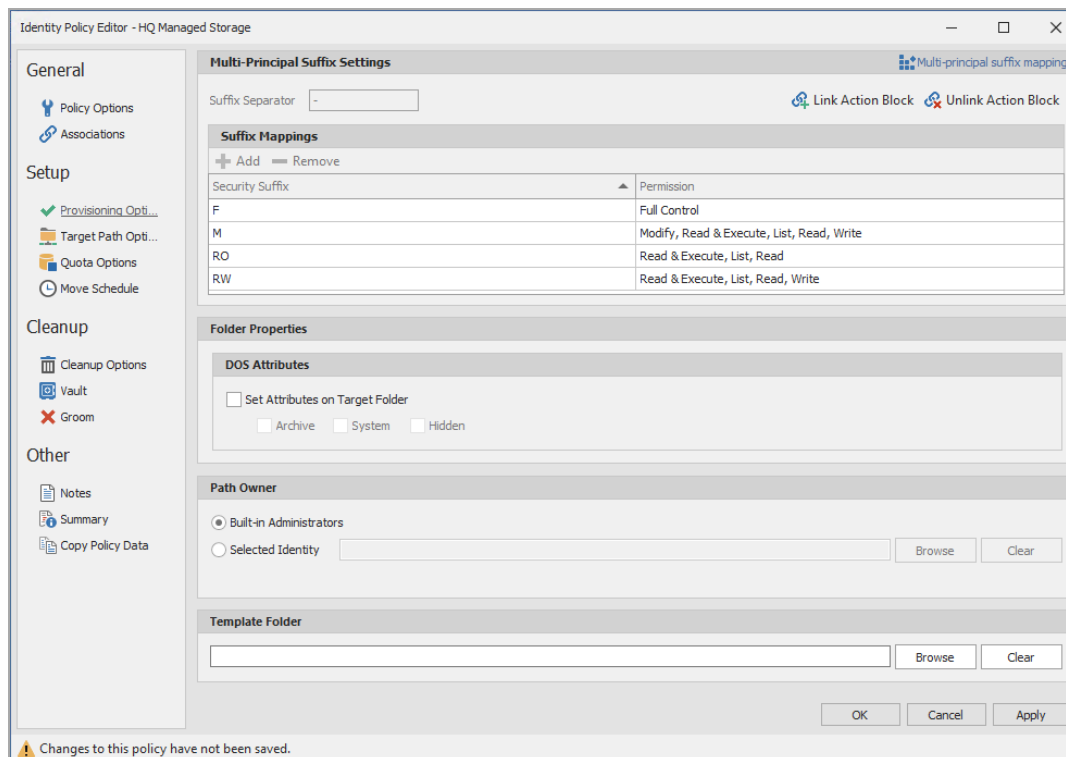 Identity Policy Editor - HQ Managed Storage
General
Policy Options
Associations
Setup
Provisioning Opti...
Target Path Opti...
Quota Options
Move Schedule
Cleanup
Cleanup Options
Vault
Groom
Other
Notes
Summary
Copy Policy Data
Multi-Principal Suffix Settings
Multi-principal suffix mapping
Suffix Separator -
Link Action Block Unlink Action Block
Suffix Mappings
Add Remove
Security Suffix Permission
F Full Control
M Modify, Read & Execute, List, Read, Write
RO Read & Execute, List, Read
RW Read & Execute, List, Read, Write
Folder Properties
DOS Attributes
Set Attributes on Target Folder
Archive System Hidden
Path Owner
Built-in Administrators
Selected Identity Browse Clear
Template Folder
Browse Clear
OK Cancel Apply
Changes to this policy have not been saved.